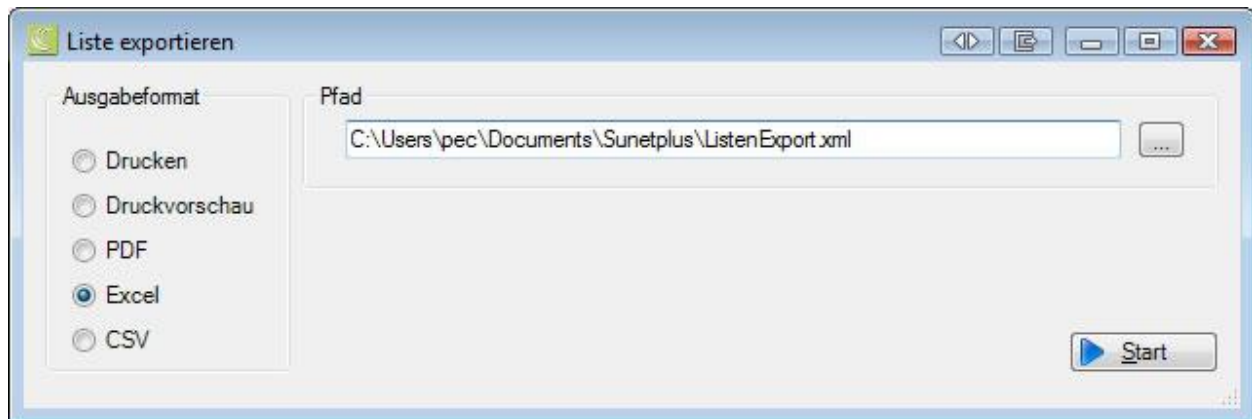 Liste exportieren
Ausgabeformat
Drucken
Druckvorschau
PDF
Excel
CSV
Pfad
C:\Users\pec\Documents\Sunetplus\ListenExport.xml
...
Start